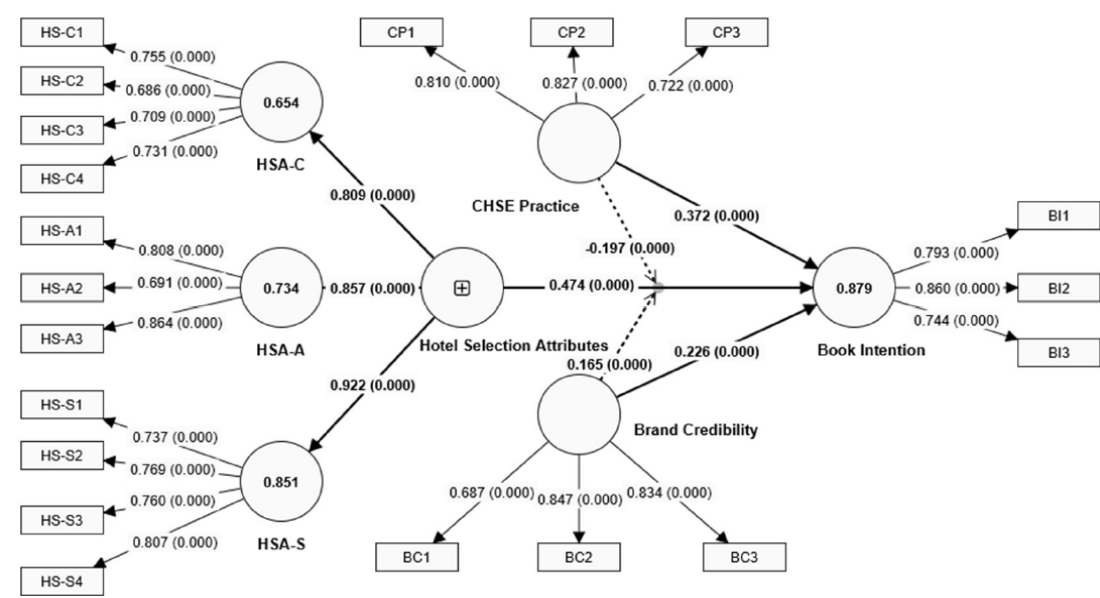 HS-C1
HS-C2
HS-C3
HS-C4
0.755 (0.000)
0.686 (0.000)
0.709 (0.000)
0.731 (0.000)
0.654
HSA-C
CP1
CP2
CP3
0.810 (0.000)
0.827 (0.000)
0.722 (0.000)
CHSE Practice
0.809 (0.000)
0.372 (0.000)
-0.197 (0.000)
HS-A1
HS-A2
HS-A3
0.808 (0.000)
0.691 (0.000)
0.864 (0.000)
0.734
HSA-A
0.857 (0.000)
Hotel Selection Attributes
0.474 (0.000)
0.879
Book Intention
0.793 (0.000)
0.860 (0.000)
0.744 (0.000)
BI1
BI2
BI3
0.922 (0.000)
0.165 (0.000)
0.226 (0.000)
Brand Credibility
HS-S1
HS-S2
HS-S3
HS-S4
0.737 (0.000)
0.769 (0.000)
0.760 (0.000)
0.807 (0.000)
0.851
HSA-S
0.687 (0.000)
0.847 (0.000)
0.834 (0.000)
BC1
BC2
BC3